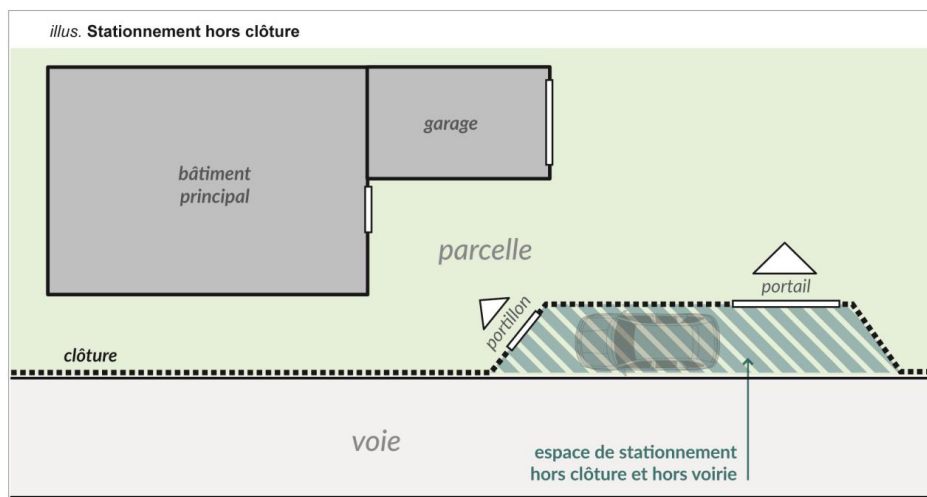 illus. Stationnement hors clôture
garage
bâtiment
principal
parcelle
portail
portillon
clôture
voie
espace de stationnement
hors clôture et hors voirie